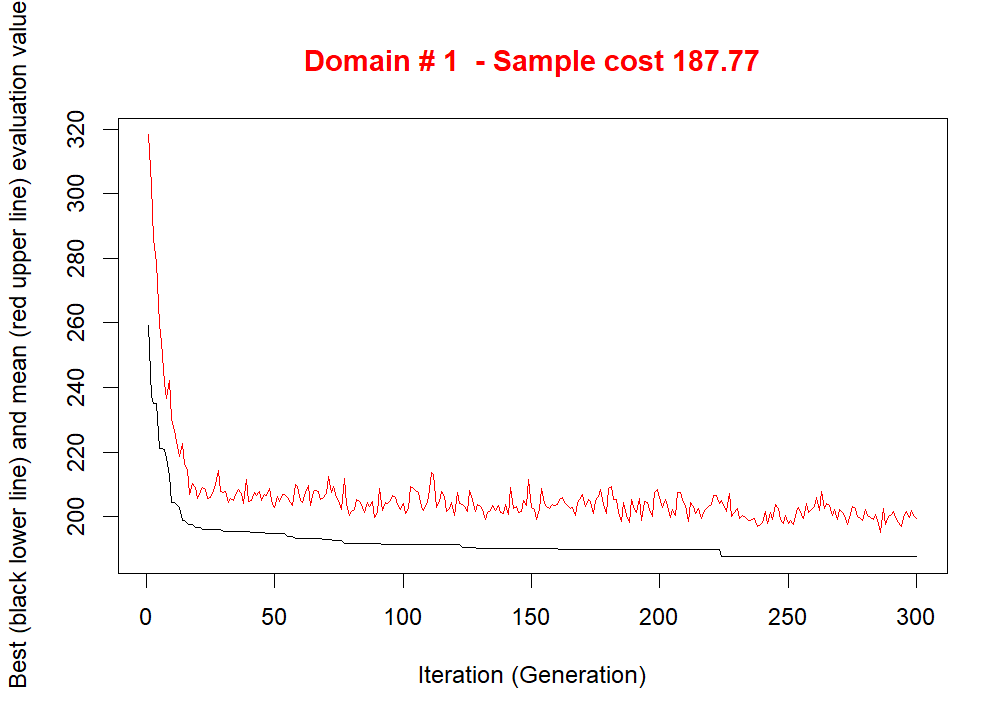 Domain # 1  - Sample cost 187.77
Best (black lower line) and mean (red upper line) evaluation value
320
300
280
260
240
220
200
0 50 100 150 200 250 300
Iteration (Generation)